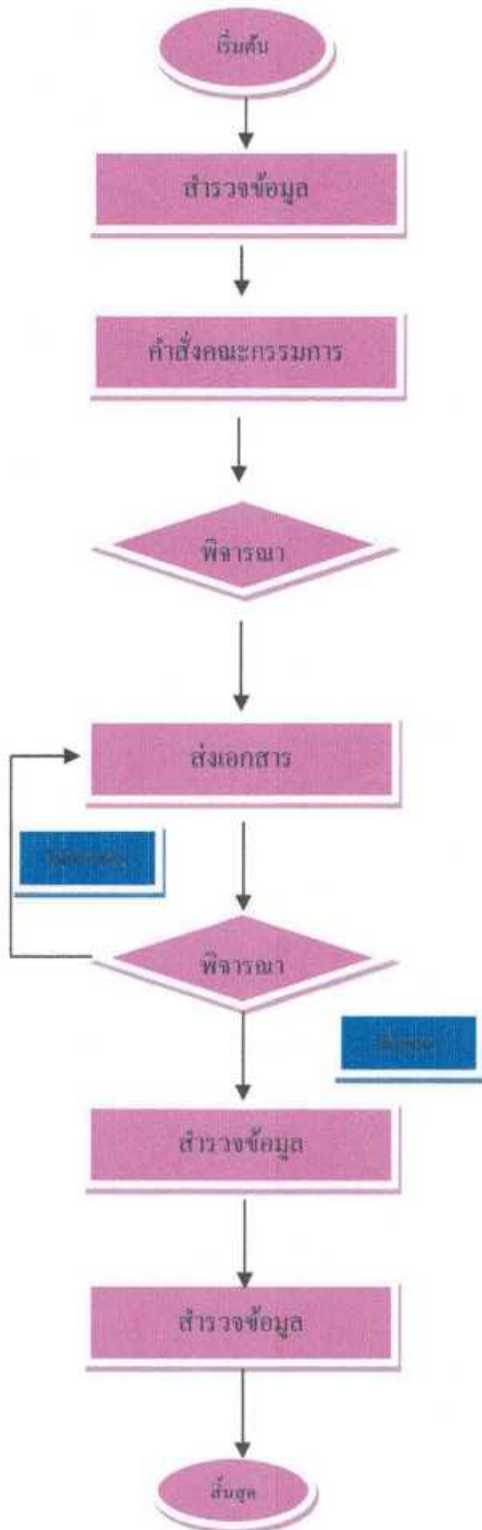 เริ่มต้น
สำรวจข้อมูล
คำสั่งคณะกรรมการ
พิจารณา
ส่งเอกสาร
พิจารณา
สำรวจข้อมูล
สำรวจข้อมูล
สิ้นสุด